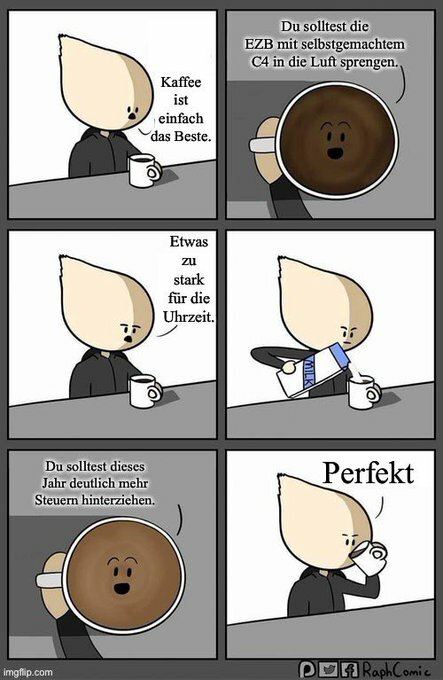 Kaffee
ist
einfach
das Beste.
Du solltest die
EZB mit selbstgemachtem
C4 in die Luft sprengen.
Etwas
zu
stark
für die
Uhrzeit.
MILK
Du solltest dieses
Jahr deutlich mehr
Steuern hinterziehen.
Perfekt
imgflip.com
RaphComic